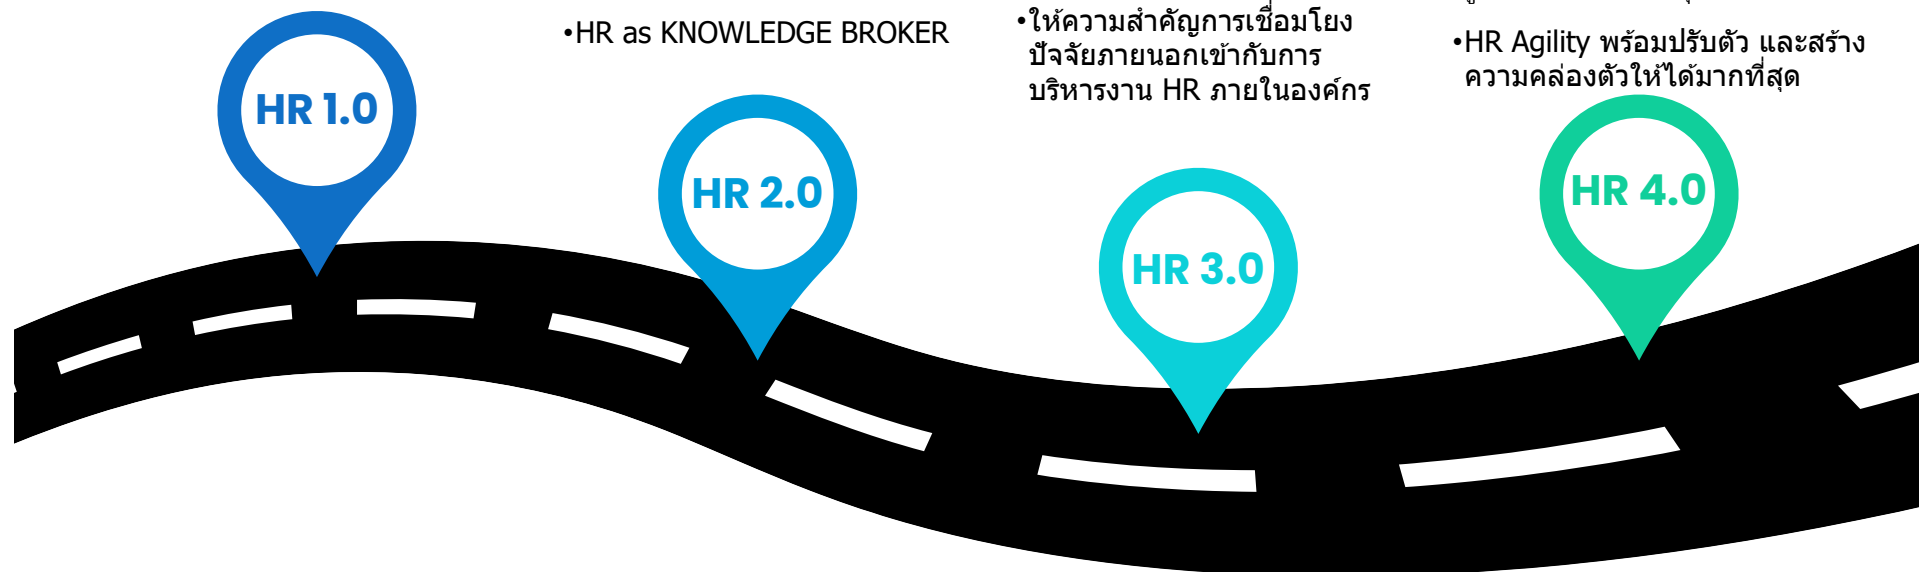 •HR as KNOWLEDGE BROKER
•ให้ความสำคัญการเชื่อมโยง
ปัจจัยภายนอกเข้ากับการ
บริหารงาน HR ภายในองค์กร
•HR Agility พร้อมปรับตัว และสร้าง
ความคล่องตัวให้ได้มากที่สุด
HR 1.0
HR 2.0
HR 3.0
HR 4.0